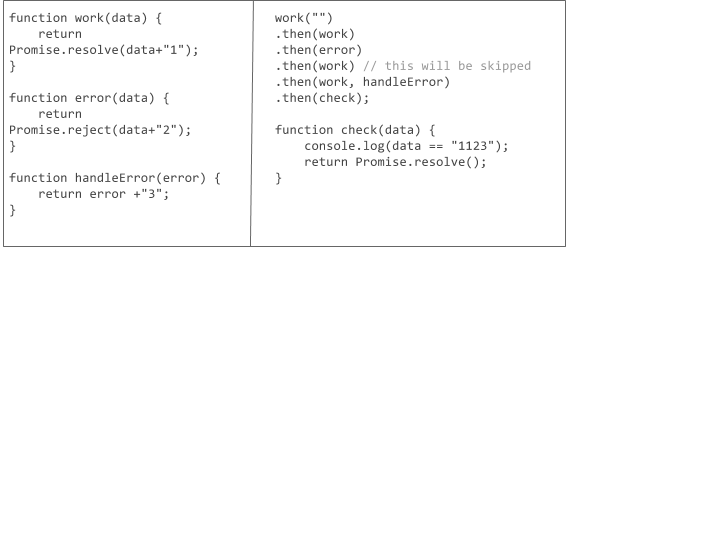 function work(data) {
    return
Promise.resolve(data+"1");
}

function error(data) {
    return
Promise.reject(data+"2");
}

function handleError(error) {
    return error +"3";
}

work("")
.then(work)
.then(error)
.then(work) // this will be skipped
.then(work, handleError)
.then(check);

function check(data) {
    console.log(data == "1123");
    return Promise.resolve();
}